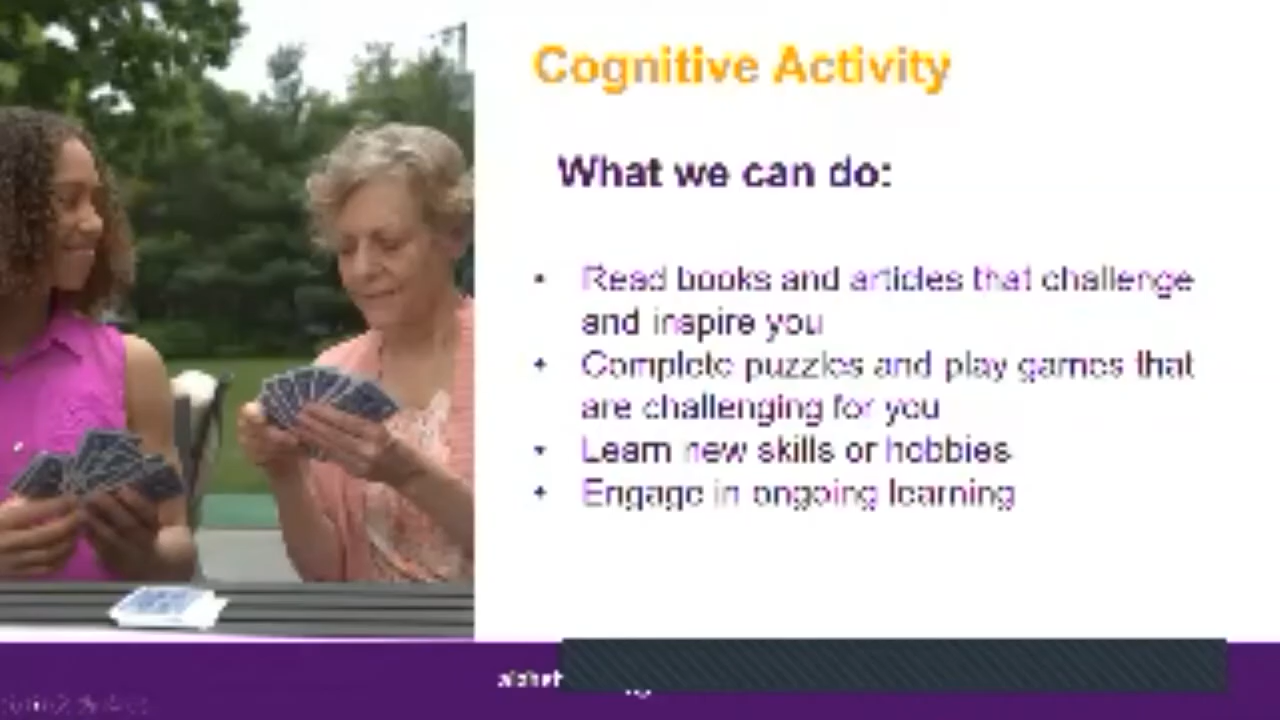 Cognitive Activity
What we can do:
• Read books and articles that challenge
and inspire you
• Complete puzzles and play games that
are challenging for you
• Learn new skills or hobbies
• Engage in ongoing learning